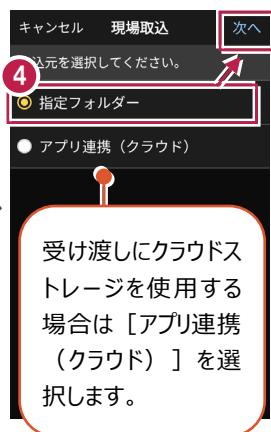 キャンセル 現場取込 次へ
込元を選択してください。
4
指定フォルダー
アプリ連携（クラウド）
受け渡しにクラウドス
トレージを使用する
場合は［アプリ連携
（クラウド）］を選
択します。